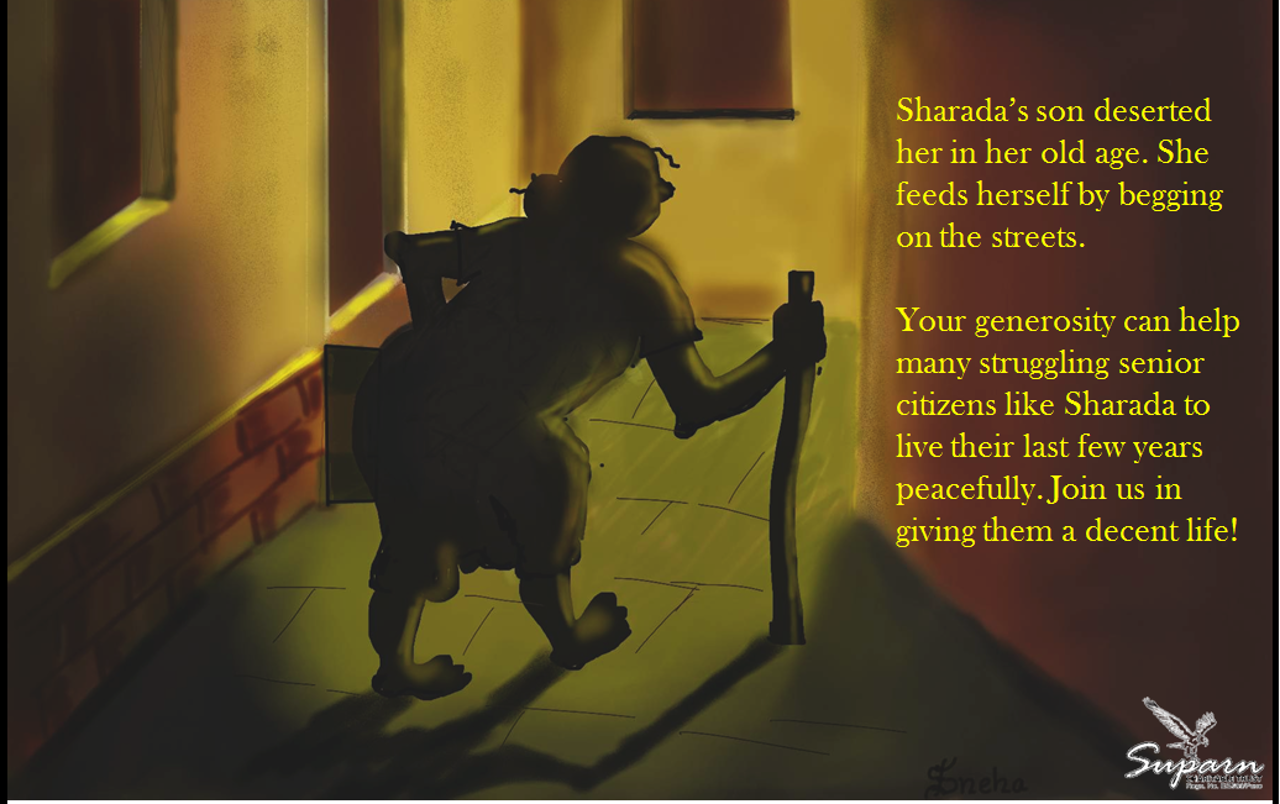 Sharada’s son deserted
her in her old age. She
feeds herself by begging
on the streets.
Your generosity can help
many struggling senior
citizens like Sharada to
live their last few years
peacefully. Join us in
giving them a decent life!
Suparn
Sneha